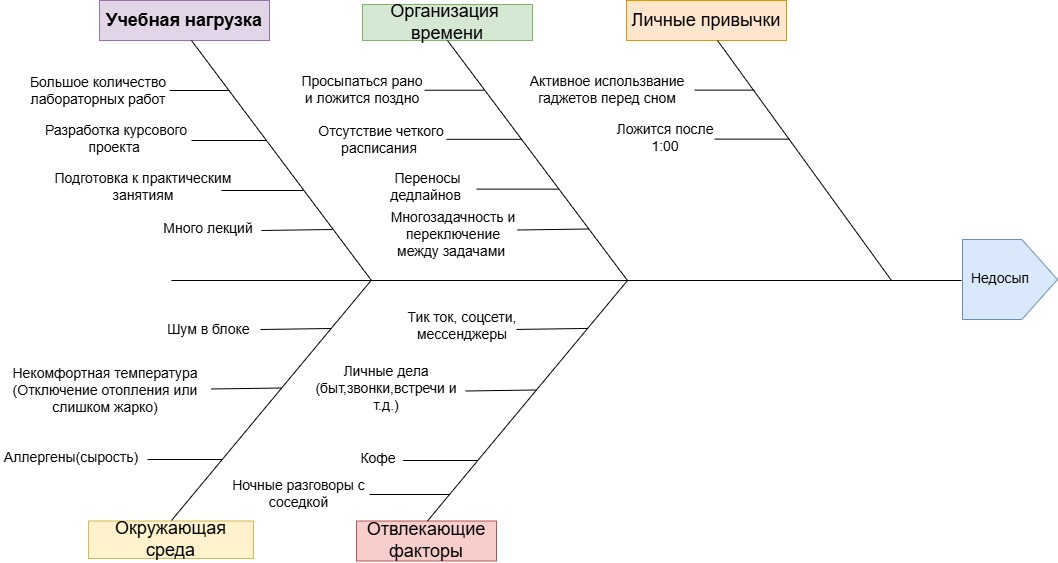 Учебная нагрузка
Большое количество
лабораторных работ
Разработка курсового
проекта
Подготовка к практическим
занятиям
Много лекций
Организация
времени
Просыпаться рано
и ложится поздно
Отсутствие четкого
расписания
Переносы
дедлайнов
Многозадачность и
переключение
между задачами
Личные привычки
Активное использвание
гаджетов перед сном
Ложится после
1:00
Недосып
Шум в блоке
Некомфортная температура
(Отключение отопления или
слишком жарко)
Аллергены(сырость)
Окружающая
среда
Тик ток, соцсети,
мессенджеры
Личные дела
(быт,звонки,встречи и
т.д.)
Кофе
Ночные разговоры с
соседкой
Отвлекающие
факторы